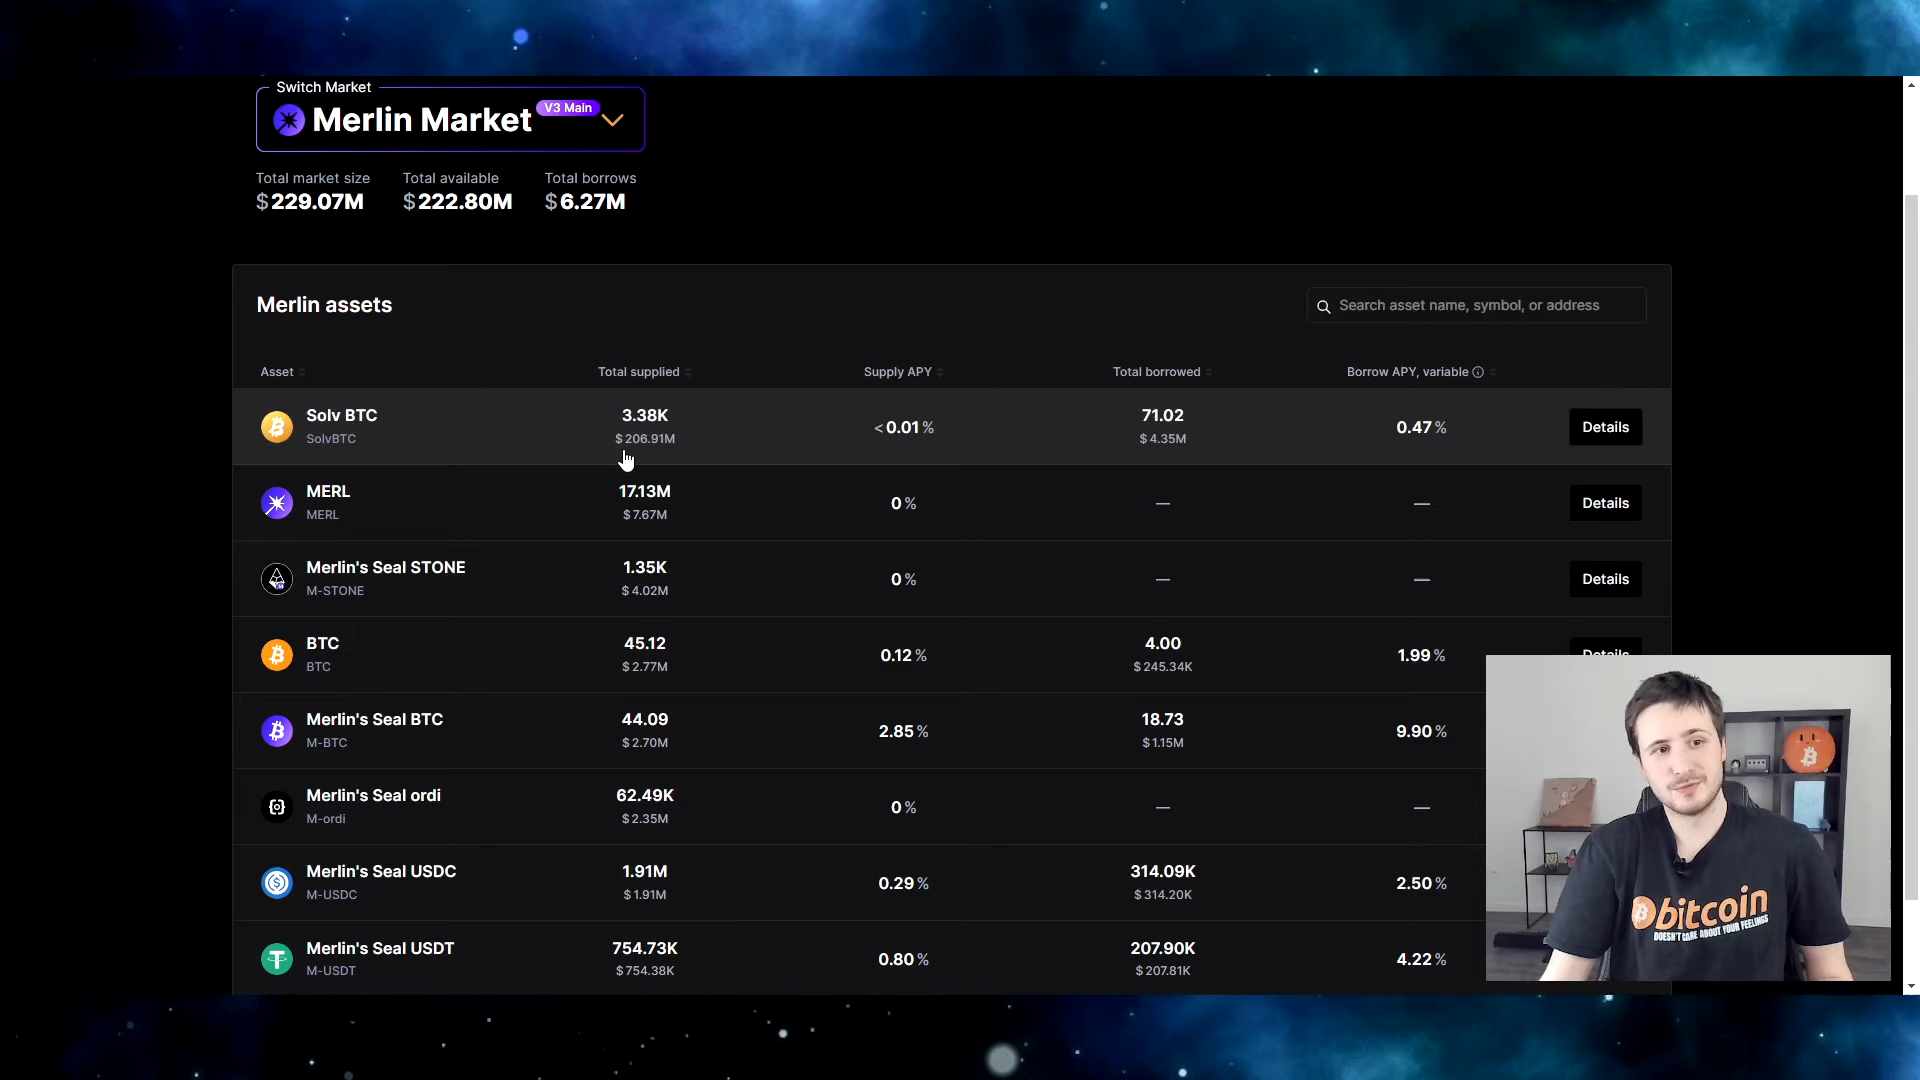 Switch Market
Merlin Market V3 Main
Total market size Total available Total borrows
$229.07M $222.80M $6.27M
Merlin assets
Search asset name, symbol, or address
Asset Total supplied Supply APY Total borrowed Borrow APY, variable
Solv BTC 3.38K <0.01% 71.02 0.47% Details
SolvBTC $206.91M $4.35M
MERL 17.13M 0% — — Details
MERL $7.67M
Merlin's Seal STONE 1.35K 0% — — Details
M-STONE $4.02M
BTC 45.12 0.12% 4.00 1.99% Details
BTC $2.77M $245.34K
Merlin's Seal BTC 44.09 2.85% 18.73 9.90%
M-BTC $2.70M $1.15M
Merlin's Seal ordi 62.49K 0% — —
M-ordi $2.35M
Merlin's Seal USDC 1.91M 0.29% 314.09K 2.50%
M-USDC $1.91M $314.20K
Merlin's Seal USDT 754.73K 0.80% 207.90K 4.22%
M-USDT $754.38K $207.81K
bitcoin
DOESN'T CARE ABOUT YOUR FEELINGS